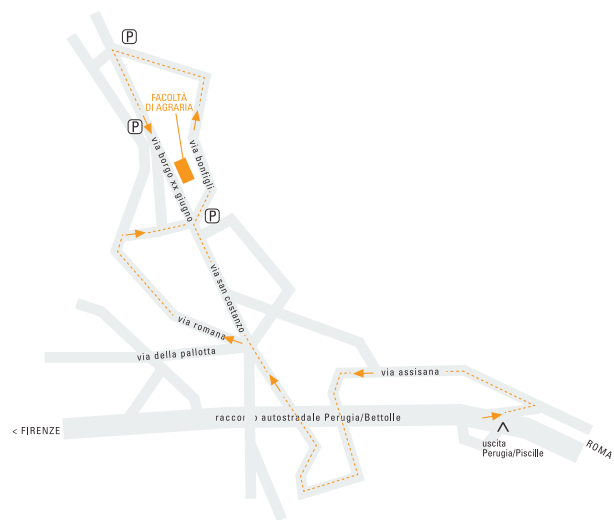 P
FACOLTÀ
DI AGRARIA
P
via borgo xx giugno
via bonfigli
P
via san costanzo
via romana
via della pallotta
via assisana
raccordo autostradale Perugia/Bettolle
< FIRENZE
uscita
Perugia/Piscille
ROMA